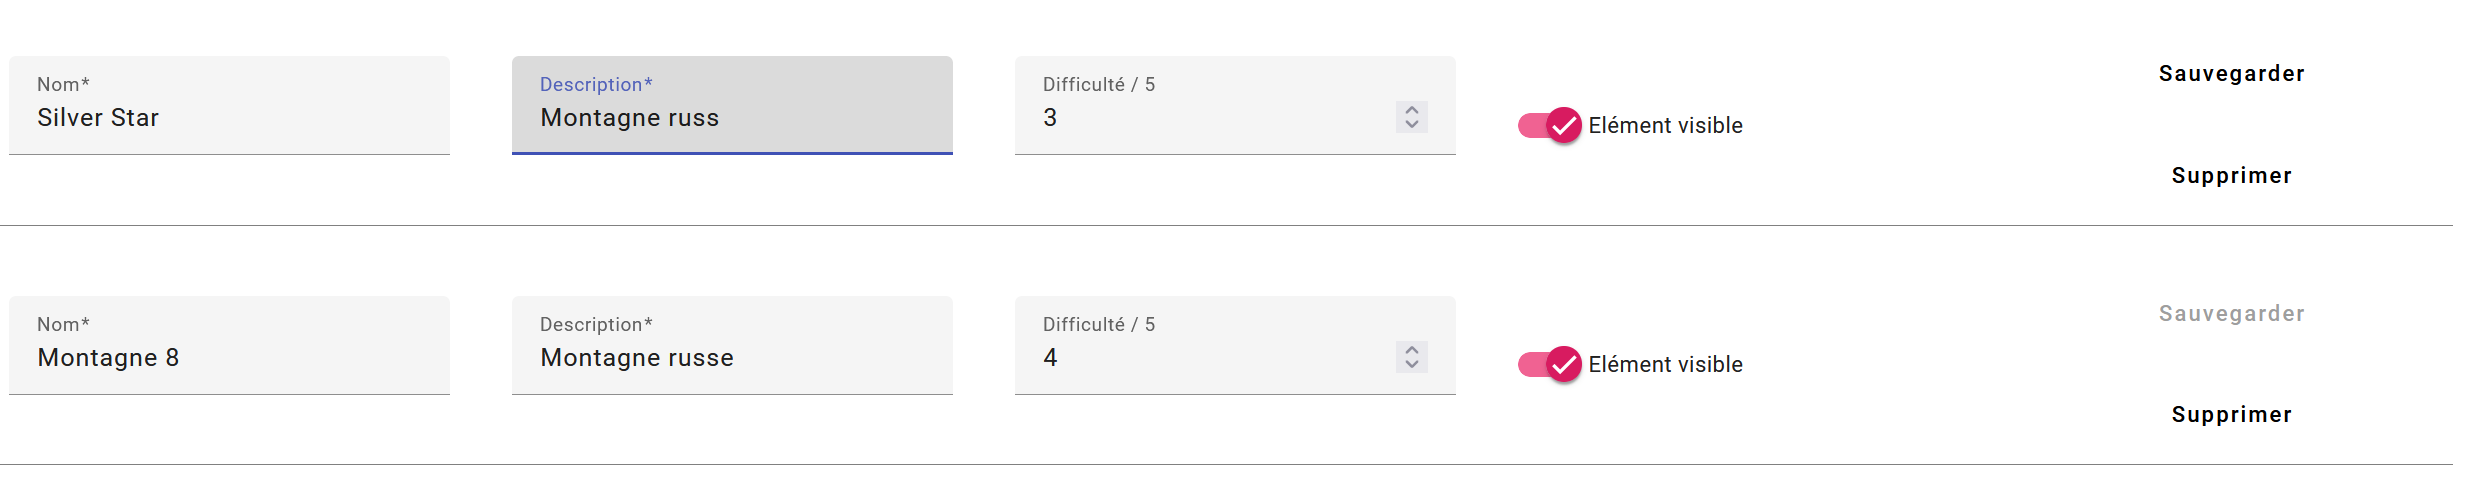 Nom*
Silver Star
Description*
Montagne russ
Difficulté / 5
3
Elément visible
Sauvegarder
Supprimer
Nom*
Montagne 8
Description*
Montagne russe
Difficulté / 5
4
Elément visible
Sauvegarder
Supprimer